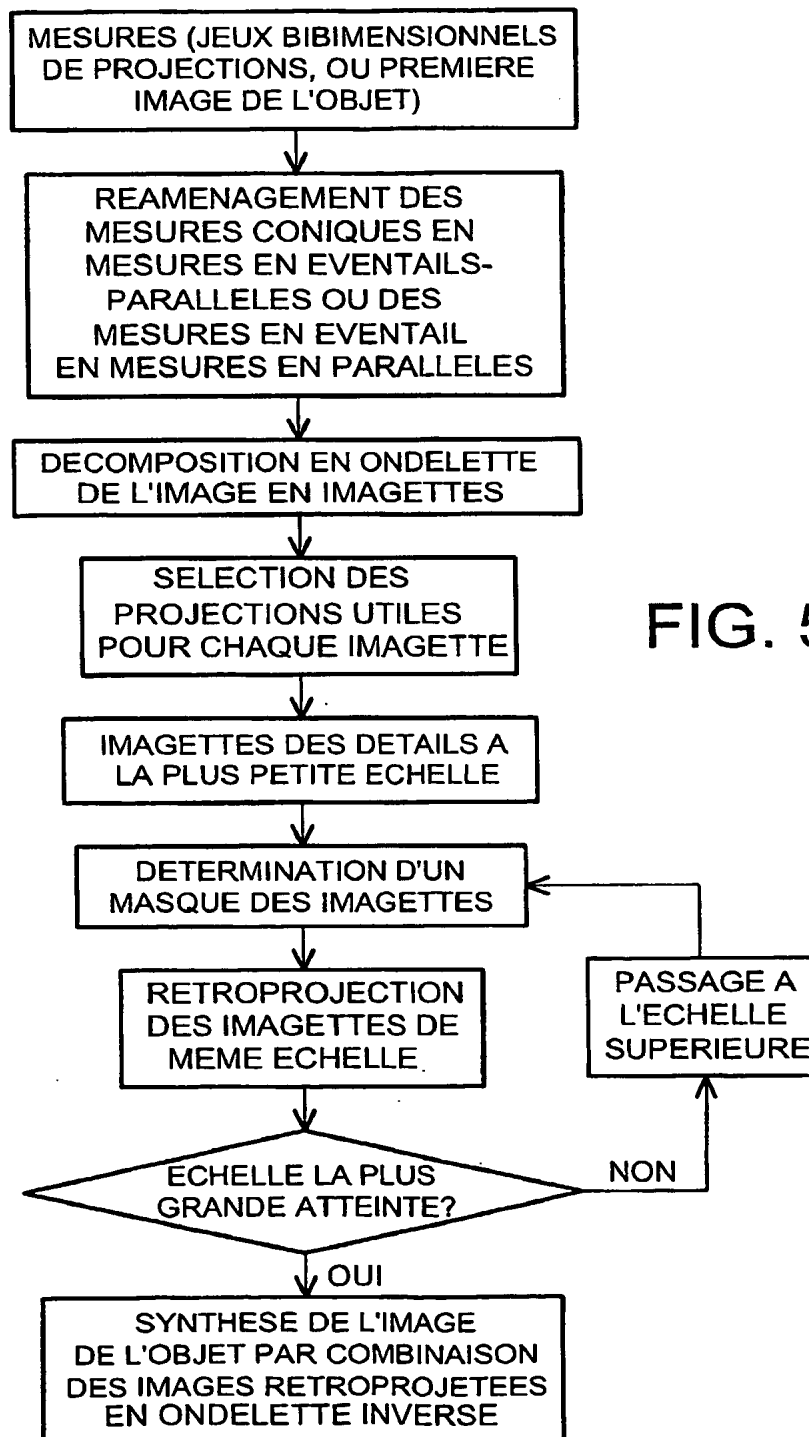 MESURES (JEUX BIBIMENSIONNELS
DE PROJECTIONS, OU PREMIERE
IMAGE DE L'OBJET)
REAMENAGEMENT DES
MESURES CONIQUES EN
MESURES EN EVENTAILS-
PARALLELES OU DES
MESURES EN EVENTAIL
EN MESURES EN PARALLELES
DECOMPOSITION EN ONDELETTE
DE L'IMAGE EN IMAGETTES
SELECTION DES
PROJECTIONS UTILES
POUR CHAQUE IMAGETTE
FIG. 5
IMAGETTES DES DETAILS A
LA PLUS PETITE ECHELLE
DETERMINATION D'UN
MASQUE DES IMAGETTES
RETROPROJECTION
DES IMAGETTES DE
MEME ECHELLE
PASSAGE A
L'ECHELLE
SUPERIEURE
ECHELLE LA PLUS
GRANDE ATTEINTE?
NON
OUI
SYNTHESE DE L'IMAGE
DE L'OBJET PAR COMBINAISON
DES IMAGES RETROPROJETEES
EN ONDELETTE INVERSE